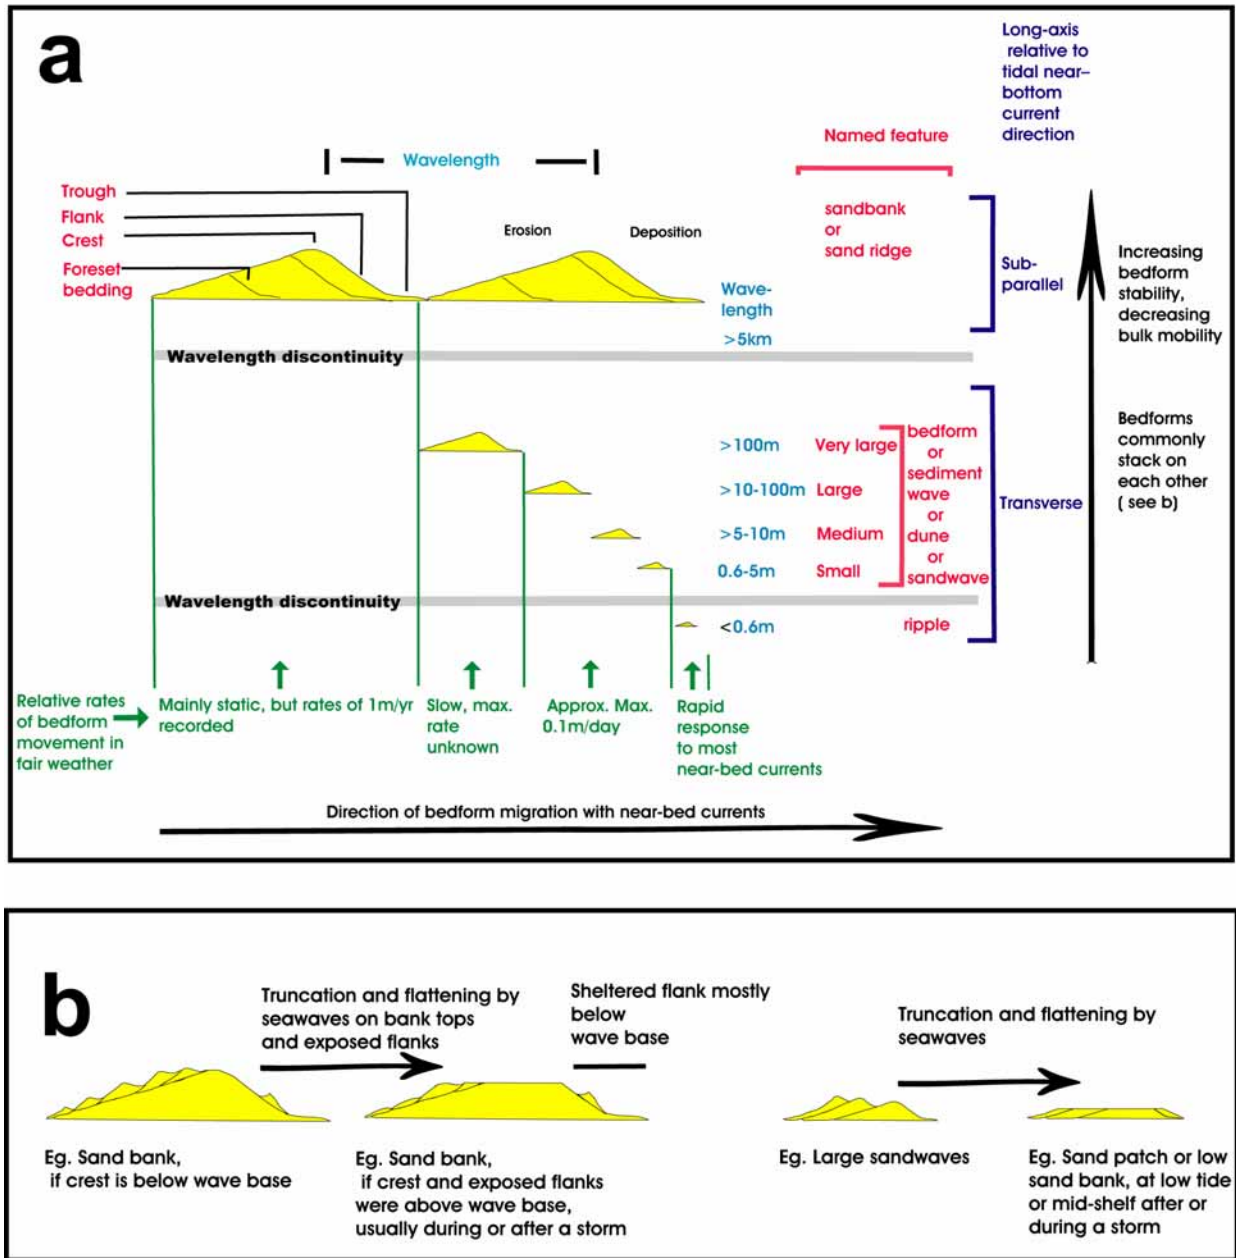 a
Long-axis
relative to
tidal near–
bottom
current
direction
Named feature
Wavelength
Trough
Flank
Crest
Foreset
bedding
Erosion
Deposition
sandbank
or
sand ridge
Sub-
parallel
Increasing
bedform
stability,
decreasing
bulk mobility
Wave-
length
>5km
Wavelength discontinuity
>100m Very large
>10-100m Large
>5-10m Medium
0.6-5m Small
bedform
or
sediment
wave
or
dune
or
sandwave
Transverse
Bedforms
commonly
stack on
each other
( see b)
Wavelength discontinuity
<0.6m
ripple
Relative rates
of bedform
movement in
fair weather
Mainly static, but rates of 1m/yr
recorded
Slow, max.
rate
unknown
Approx. Max.
0.1m/day
Rapid
response
to most
near-bed currents
Direction of bedform migration with near-bed currents
b
Truncation and flattening by
seawaves on bank tops
and exposed flanks
Sheltered flank mostly
below
wave base
Truncation and flattening by
seawaves
Eg. Sand bank,
if crest is below wave base
Eg. Sand bank,
if crest and exposed flanks
were above wave base,
usually during or after a storm
Eg. Large sandwaves
Eg. Sand patch or low
sand bank, at low tide
or mid-shelf after or
during a storm